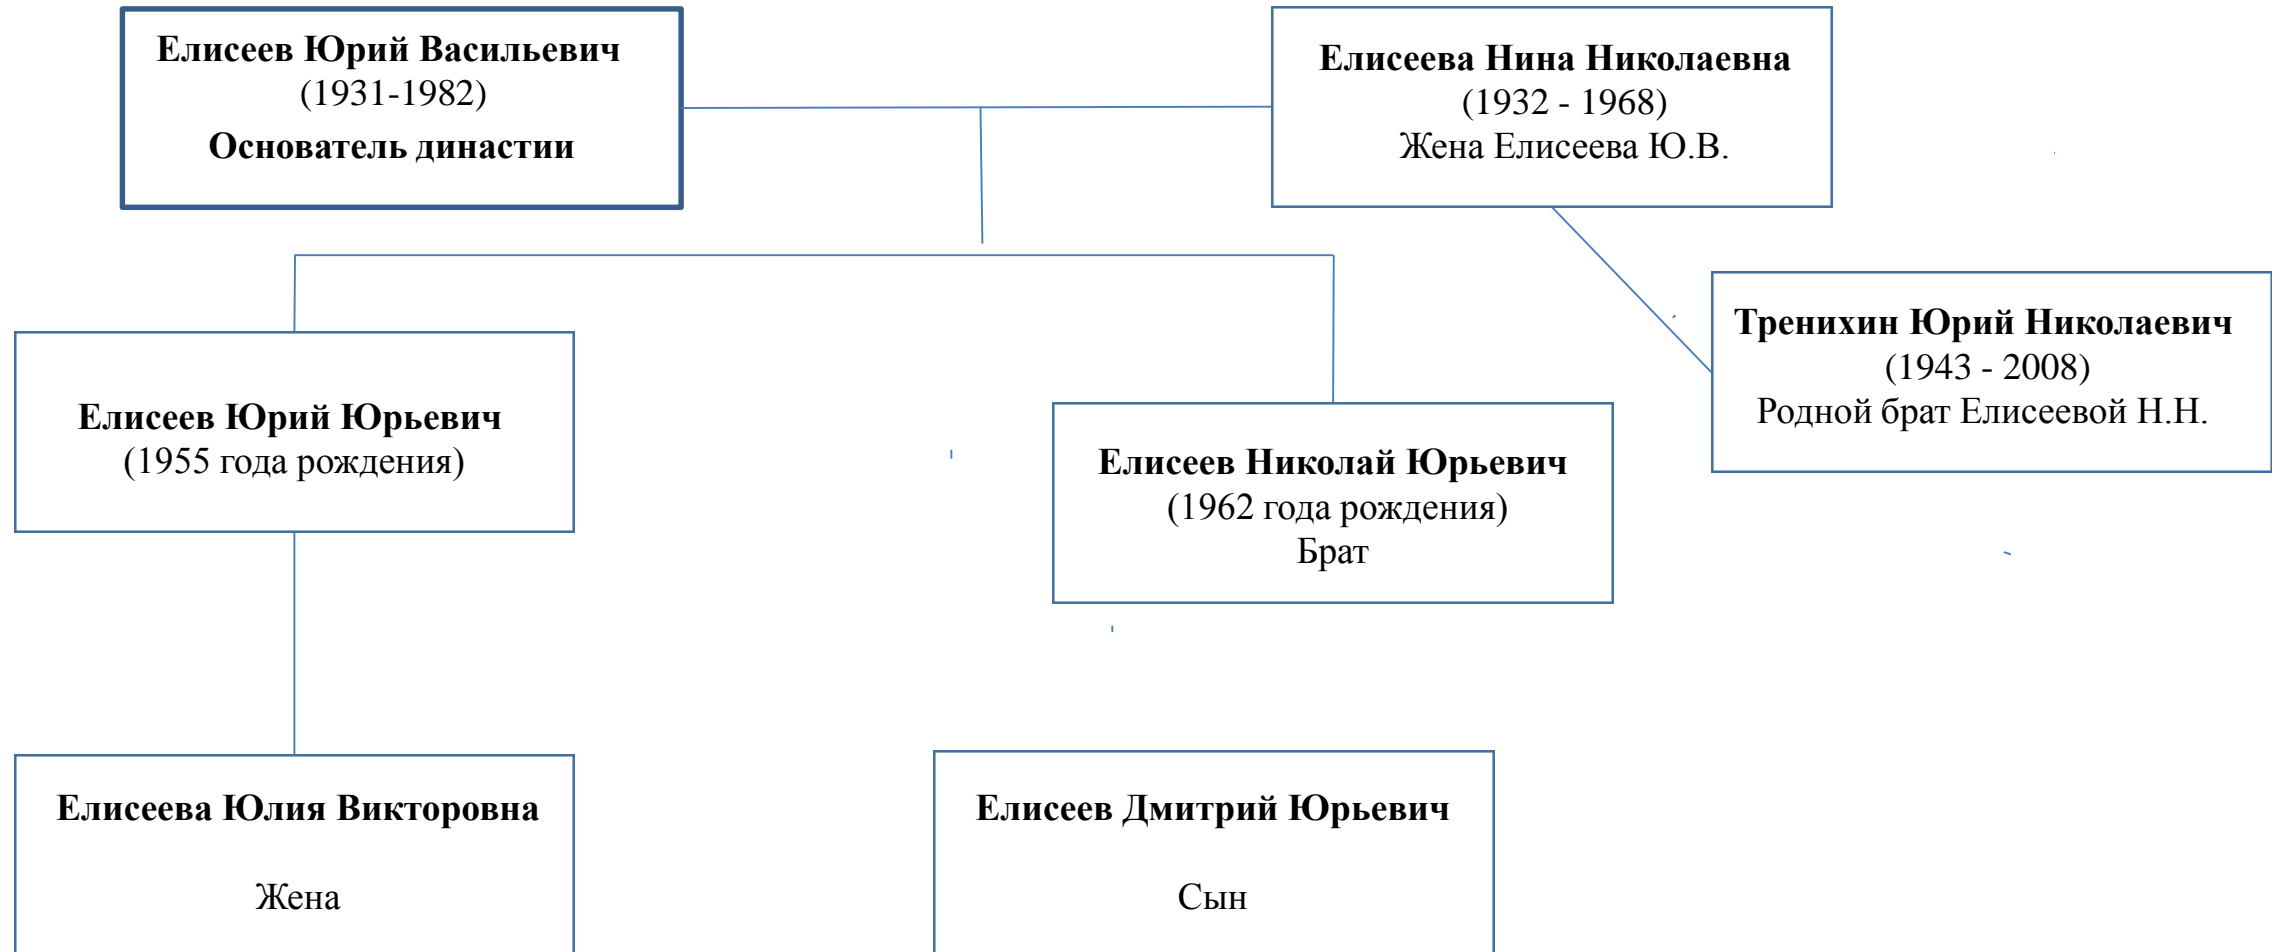 Елисеев Юрий Васильевич
(1931-1982)
Основатель династии
Елисеева Нина Николаевна
(1932 - 1968)
Жена Елисеева Ю.В.
Тренихин Юрий Николаевич
(1943 - 2008)
Родной брат Елисеевой Н.Н.
Елисеев Юрий Юрьевич
(1955 года рождения)
Елисеев Николай Юрьевич
(1962 года рождения)
Брат
Елисеева Юлия Викторовна
Жена
Елисеев Дмитрий Юрьевич
Сын